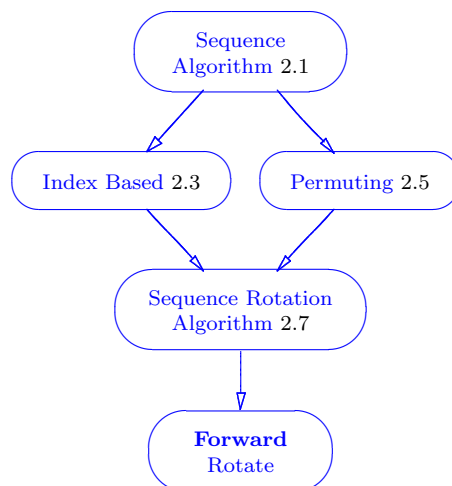 Sequence
Algorithm 2.1
Index Based 2.3
Permuting 2.5
Sequence Rotation
Algorithm 2.7
Forward
Rotate